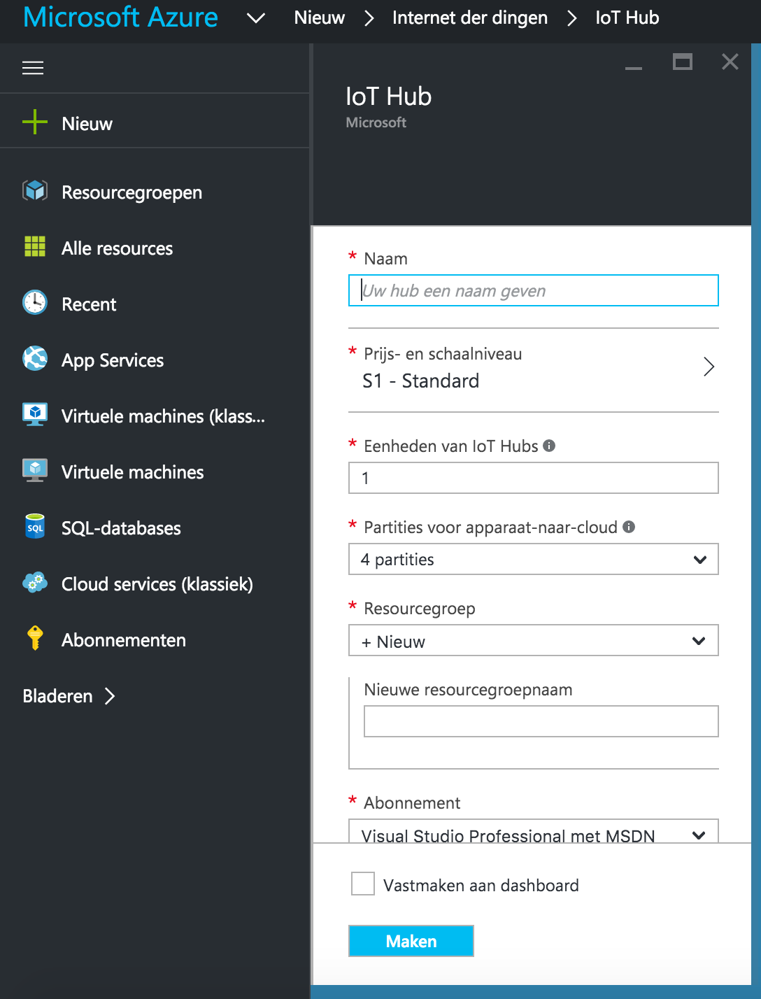 Microsoft Azure Nieuw Internet der dingen IoT Hub
Nieuw
Resourcegroepen
Alle resources
Recent
App Services
Virtuele machines (klass...
Virtuele machines
SQL
SQL-databases
Cloud services (klassiek)
Abonnementen
Bladeren
IoT Hub
Microsoft
* Naam
Uw hub een naam geven
* Prijs- en schaalniveau
S1 - Standard
* Eenheden van IoT Hubs
1
* Partities voor apparaat-naar-cloud
4 partities
* Resourcegroep
+ Nieuw
Nieuwe resourcegroepnaam
* Abonnement
Visual Studio Professional met MSDN
Vastmaken aan dashboard
Maken